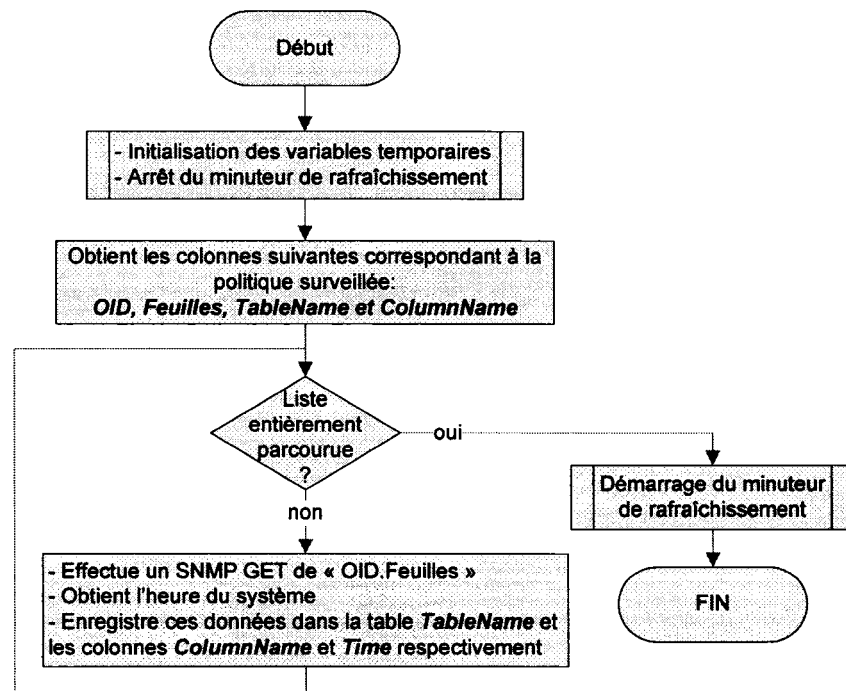 Début
- Initialisation des variables temporaires
- Arrêt du minuteur de rafraîchissement
Obtient les colonnes suivantes correspondant à la
politique surveillée:
OID, Feuilles, TableName et ColumnName
Liste
entièrement
parcourue
?
oui
non
Démarrage du minuteur
de rafraîchissement
- Effectue un SNMP GET de « OID.Feuilles »
- Obtient l'heure du système
- Enregistre ces données dans la table TableName et
les colonnes ColumnName et Time respectivement
FIN